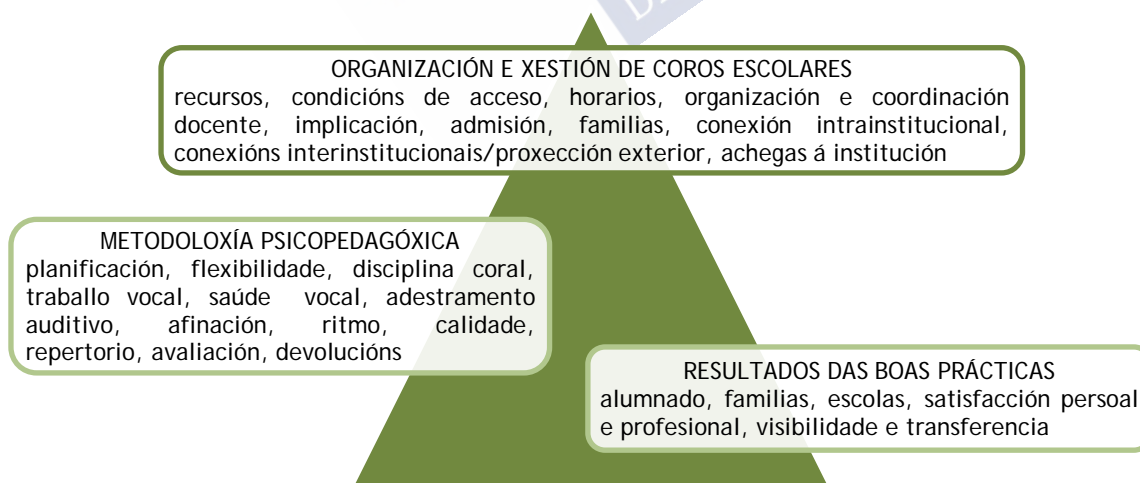 ORGANIZACIÓN E XESTIÓN DE COROS ESCOLARES
recursos, condicións de acceso, horarios, organización e coordinación
docente, implicación, admisión, familias, conexión intrainstitucional,
conexións interinstitucionais/proxección exterior, achegas á institución
METODOLOXÍA PSICOPEDAGÓXICA
planificación, flexibilidade, disciplina coral,
traballo vocal, saúde vocal, adestramento
auditivo, afinación, ritmo, calidade,
repertorio, avaliación, devolucións
RESULTADOS DAS BOAS PRÁCTICAS
alumnado, familias, escolas, satisfacción persoal
e profesional, visibilidade e transferencia